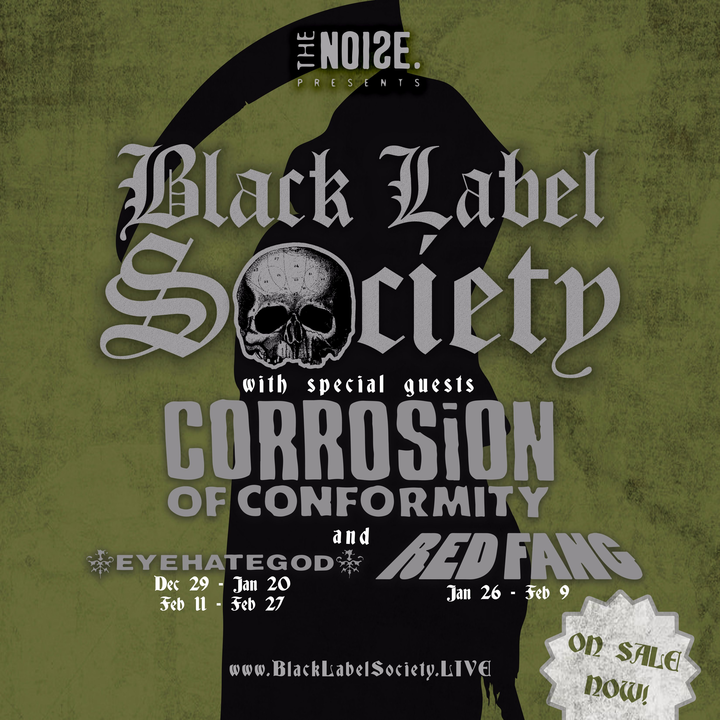 THE NOISE.
PRESENTS
Black Label
Society
with special guests
CORROSiON
OF CONFORMITY
and
EYEHATEGOD
Dec 29 - Jan 20
Feb 11 - Feb 27
RED FANG
Jan 26 - Feb 9
www.BlackLabelSociety.LIVE
ON SALE
NOW!